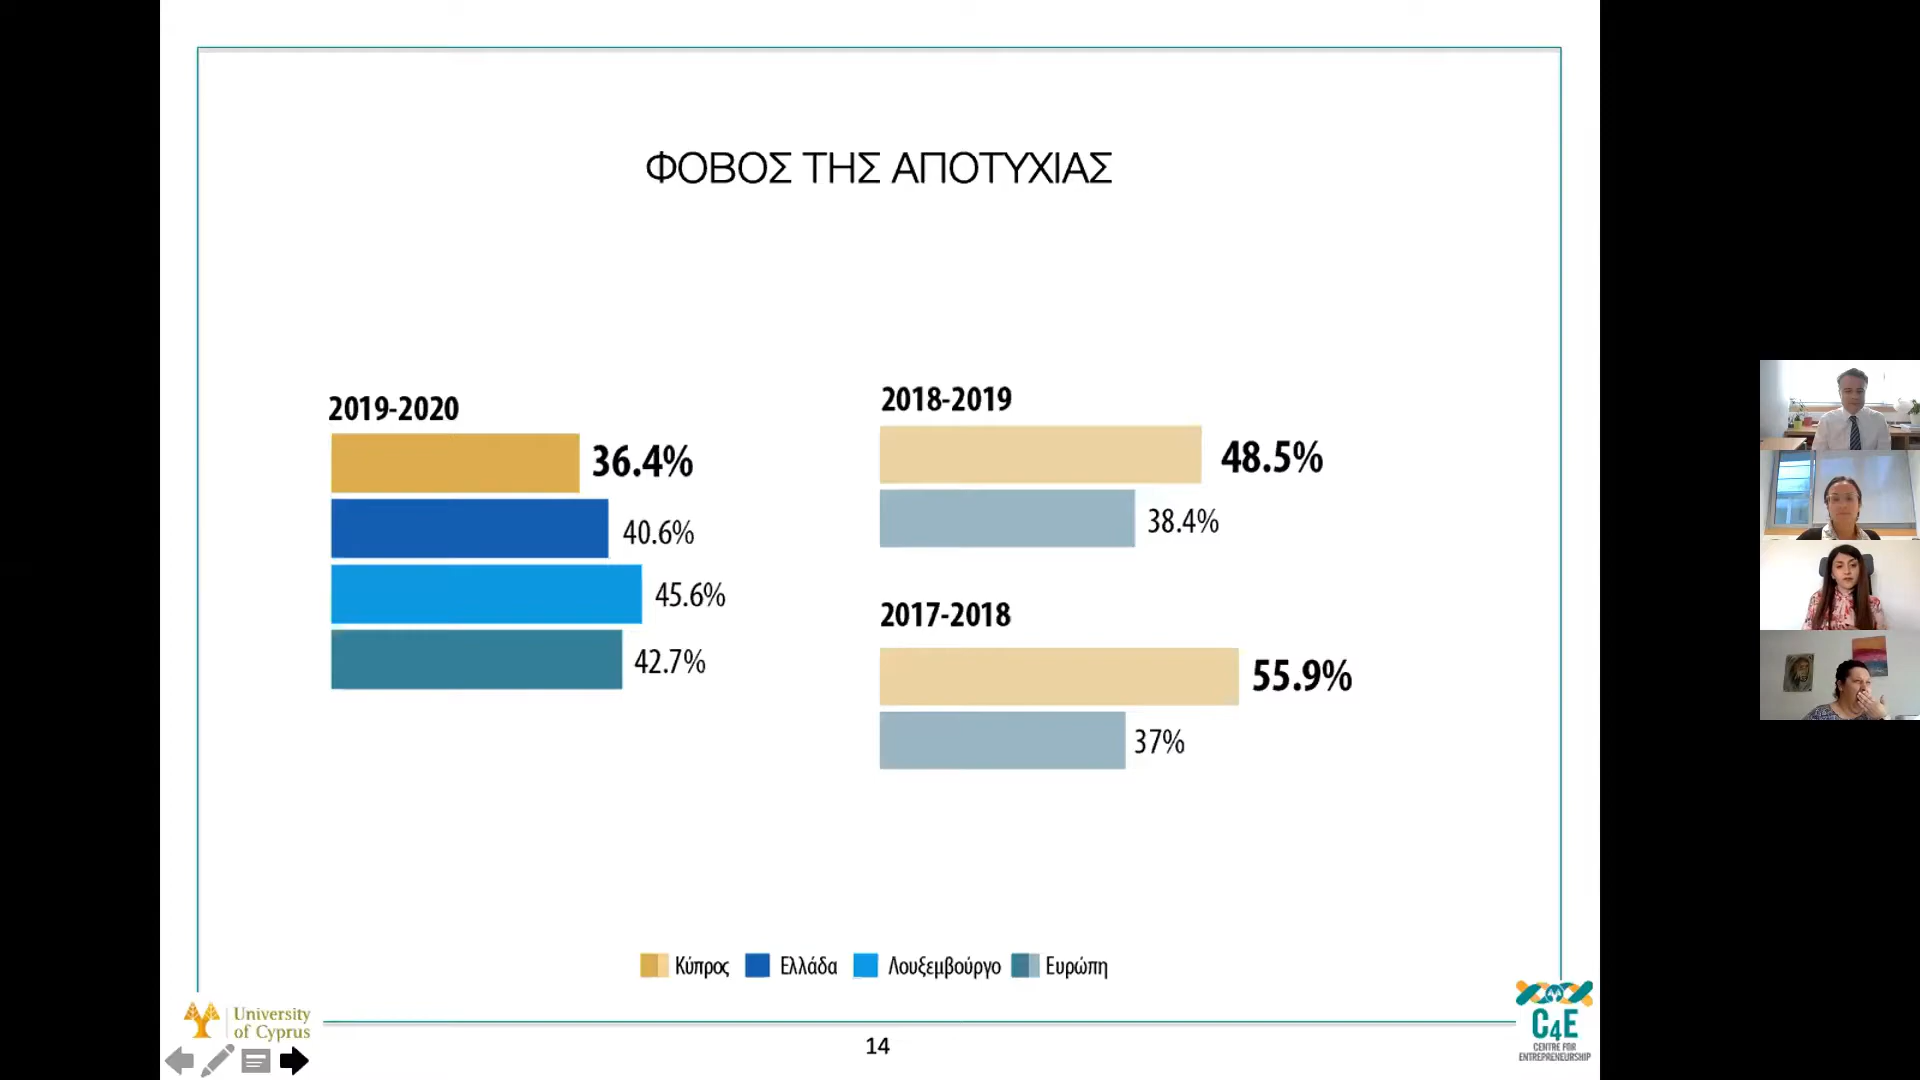 ΦΟΒΟΣ ΤΗΣ ΑΠΟΤΥΧΙΑΣ
2019-2020
36.4%
40.6%
45.6%
42.7%
2018-2019
48.5%
38.4%
2017-2018
55.9%
37%
Κύπρος Ελλάδα Λουξεμβούργο Ευρώπη
University
of Cyprus
14
C4E
CENTRE FOR
ENTREPRENEURSHIP